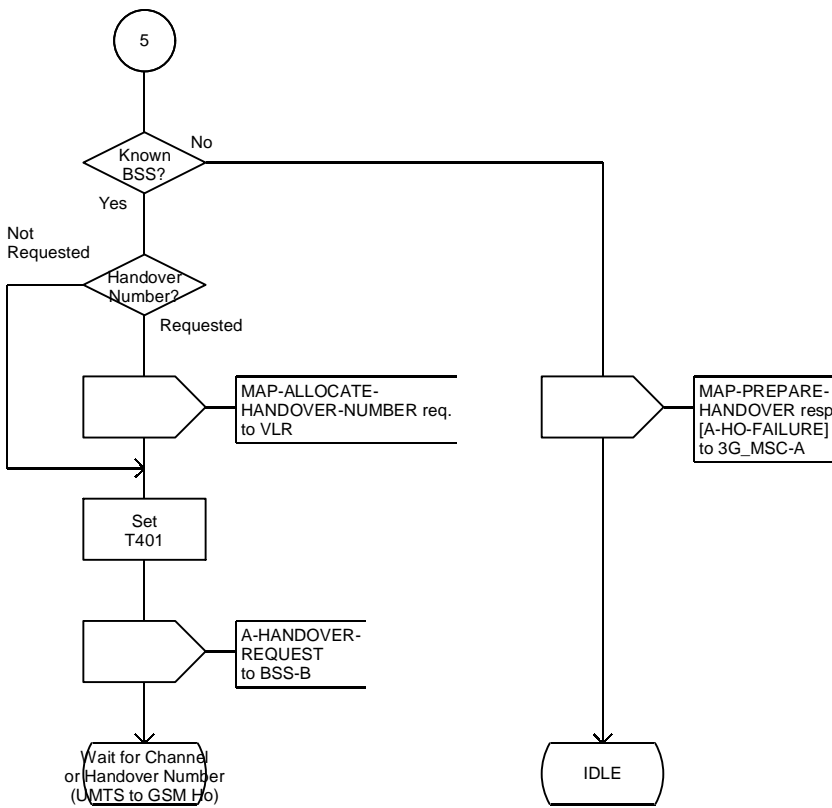 5
Known
BSS?
No
Yes
Not
Requested
Handover
Number?
Requested
MAP-ALLOCATE-
HANDOVER-NUMBER req.
to VLR
MAP-PREPARE-
HANDOVER resp
[A-HO-FAILURE]
to 3G_MSC-A
Set
T401
A-HANDOVER-
REQUEST
to BSS-B
Wait for Channel
or Handover Number
(UMTS to GSM Ho)
IDLE